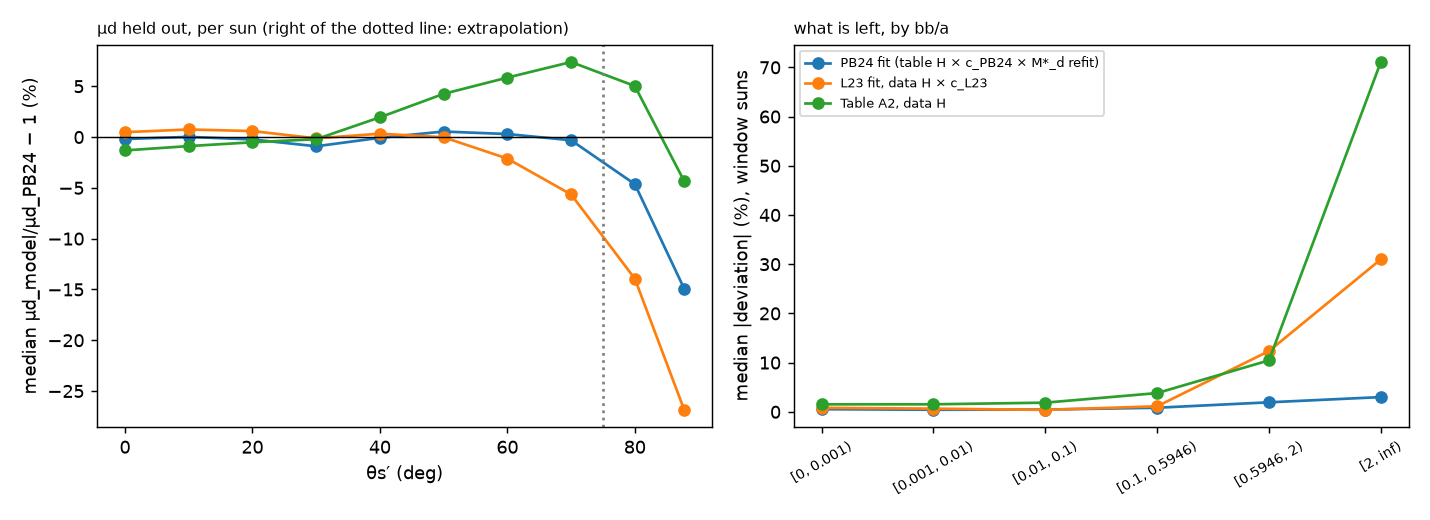 μd held out, per sun (right of the dotted line: extrapolation)
median μd_model/μd_PB24 − 1 (%)
5
0
−5
−10
−15
−20
−25
0
20
40
60
80
θs′ (deg)
what is left, by bb/a
median |deviation| (%), window suns
70
60
50
40
30
20
10
0
PB24 fit (table H × c_PB24 × M*_d refit)
L23 fit, data H × c_L23
Table A2, data H
[0, 0.001)
[0.001, 0.01)
[0.01, 0.1)
[0.1, 0.5946)
[0.5946, 2)
[2, inf)